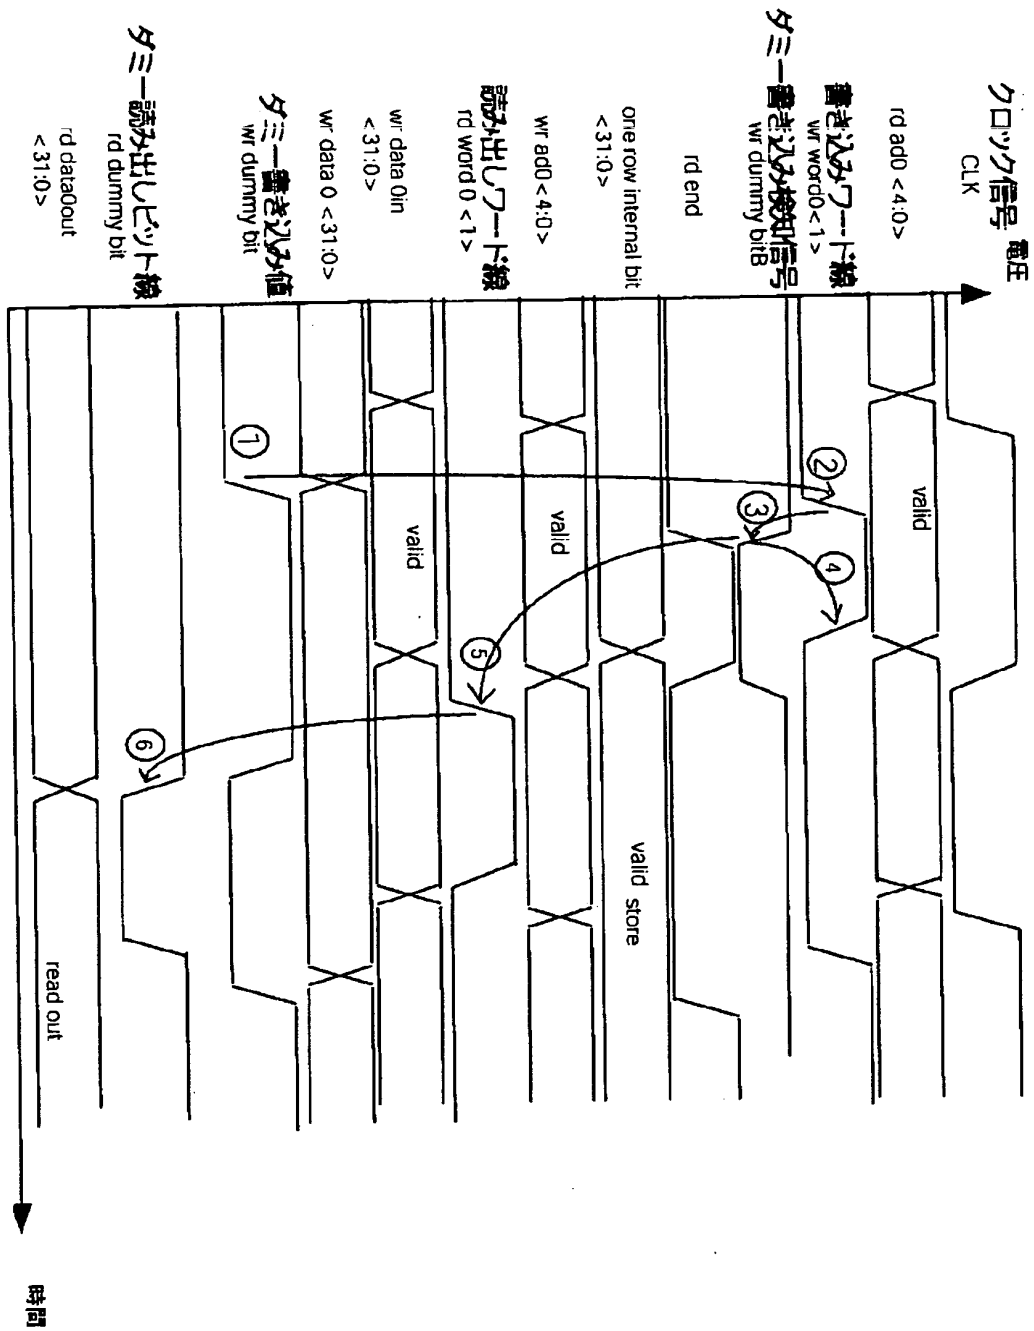 電圧
クロック信号
CLK
rd ad0 <4:0>
valid
書き込みワード線
wr word0<1>
②
④
ダミー書き込み検知信号
wr dummy bitB
③
rd end
one row internal bit
<31:0>
valid store
wr ad0<4:0>
valid
読み出しワード線
rd word 0 <1>
⑤
wr data 0in
<31:0>
valid
wr data 0 <31:0>
ダミー書き込み値
wr dummy bit
①
ダミー読み出しビット線
rd dummy bit
⑥
rd data0out
<31:0>
read out
時間